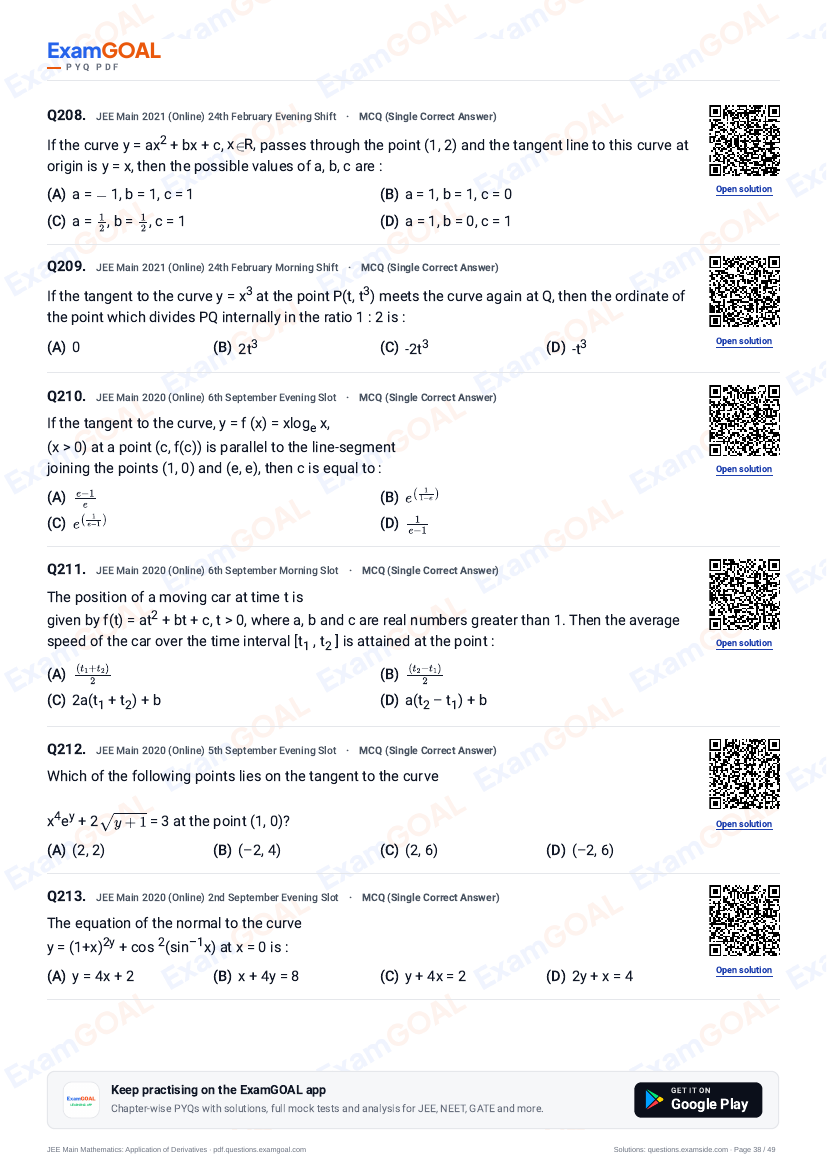 ExamGOAL
PYQ PDF
Q208. JEE Main 2021 (Online) 24th February Evening Shift · MCQ (Single Correct Answer)
If the curve y = ax² + bx + c, x∈R, passes through the point (1, 2) and the tangent line to this curve at
origin is y = x, then the possible values of a, b, c are :
(A) a = − 1, b = 1, c = 1 (B) a = 1, b = 1, c = 0
(C) a = 1/2, b = 1/2, c = 1 (D) a = 1, b = 0, c = 1
Open solution
Q209. JEE Main 2021 (Online) 24th February Morning Shift · MCQ (Single Correct Answer)
If the tangent to the curve y = x³ at the point P(t, t³) meets the curve again at Q, then the ordinate of
the point which divides PQ internally in the ratio 1 : 2 is :
(A) 0 (B) 2t³ (C) -2t³ (D) -t³
Open solution
Q210. JEE Main 2020 (Online) 6th September Evening Slot · MCQ (Single Correct Answer)
If the tangent to the curve, y = f (x) = xlogₑ x,
(x > 0) at a point (c, f(c)) is parallel to the line-segment
joining the points (1, 0) and (e, e), then c is equal to :
(A) (e−1)/e (B) e^(1/(1−e))
(C) e^(1/(e−1)) (D) 1/(e−1)
Open solution
Q211. JEE Main 2020 (Online) 6th September Morning Slot · MCQ (Single Correct Answer)
The position of a moving car at time t is
given by f(t) = at² + bt + c, t > 0, where a, b and c are real numbers greater than 1. Then the average
speed of the car over the time interval [t₁ , t₂ ] is attained at the point :
(A) (t₁+t₂)/2 (B) (t₂−t₁)/2
(C) 2a(t₁ + t₂) + b (D) a(t₂ − t₁) + b
Open solution
Q212. JEE Main 2020 (Online) 5th September Evening Slot · MCQ (Single Correct Answer)
Which of the following points lies on the tangent to the curve
x⁴eʸ + 2√(y + 1) = 3 at the point (1, 0)?
(A) (2, 2) (B) (−2, 4) (C) (2, 6) (D) (−2, 6)
Open solution
Q213. JEE Main 2020 (Online) 2nd September Evening Slot · MCQ (Single Correct Answer)
The equation of the normal to the curve
y = (1+x)²ʸ + cos ²(sin⁻¹x) at x = 0 is :
(A) y = 4x + 2 (B) x + 4y = 8 (C) y + 4x = 2 (D) 2y + x = 4
Open solution
Keep practising on the ExamGOAL app
Chapter-wise PYQs with solutions, full mock tests and analysis for JEE, NEET, GATE and more.
GET IT ON
Google Play
JEE Main Mathematics: Application of Derivatives · pdf.questions.examgoal.com Solutions: questions.examside.com · Page 38 / 49